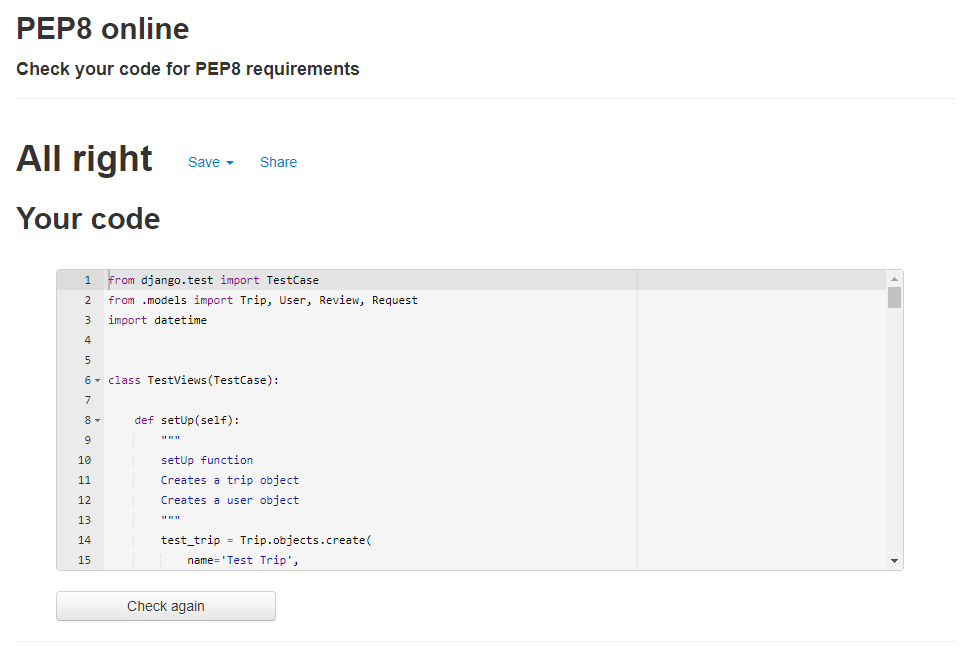 PEP8 online
Check your code for PEP8 requirements
All right Save Share
Your code
1 from django.test import TestCase
2 from .models import Trip, User, Review, Request
3 import datetime
4
5
6 class TestViews(TestCase):
7
8 def setUp(self):
9 """
10 setUp function
11 Creates a trip object
12 Creates a user object
13 """
14 test_trip = Trip.objects.create(
15 name='Test Trip',
Check again